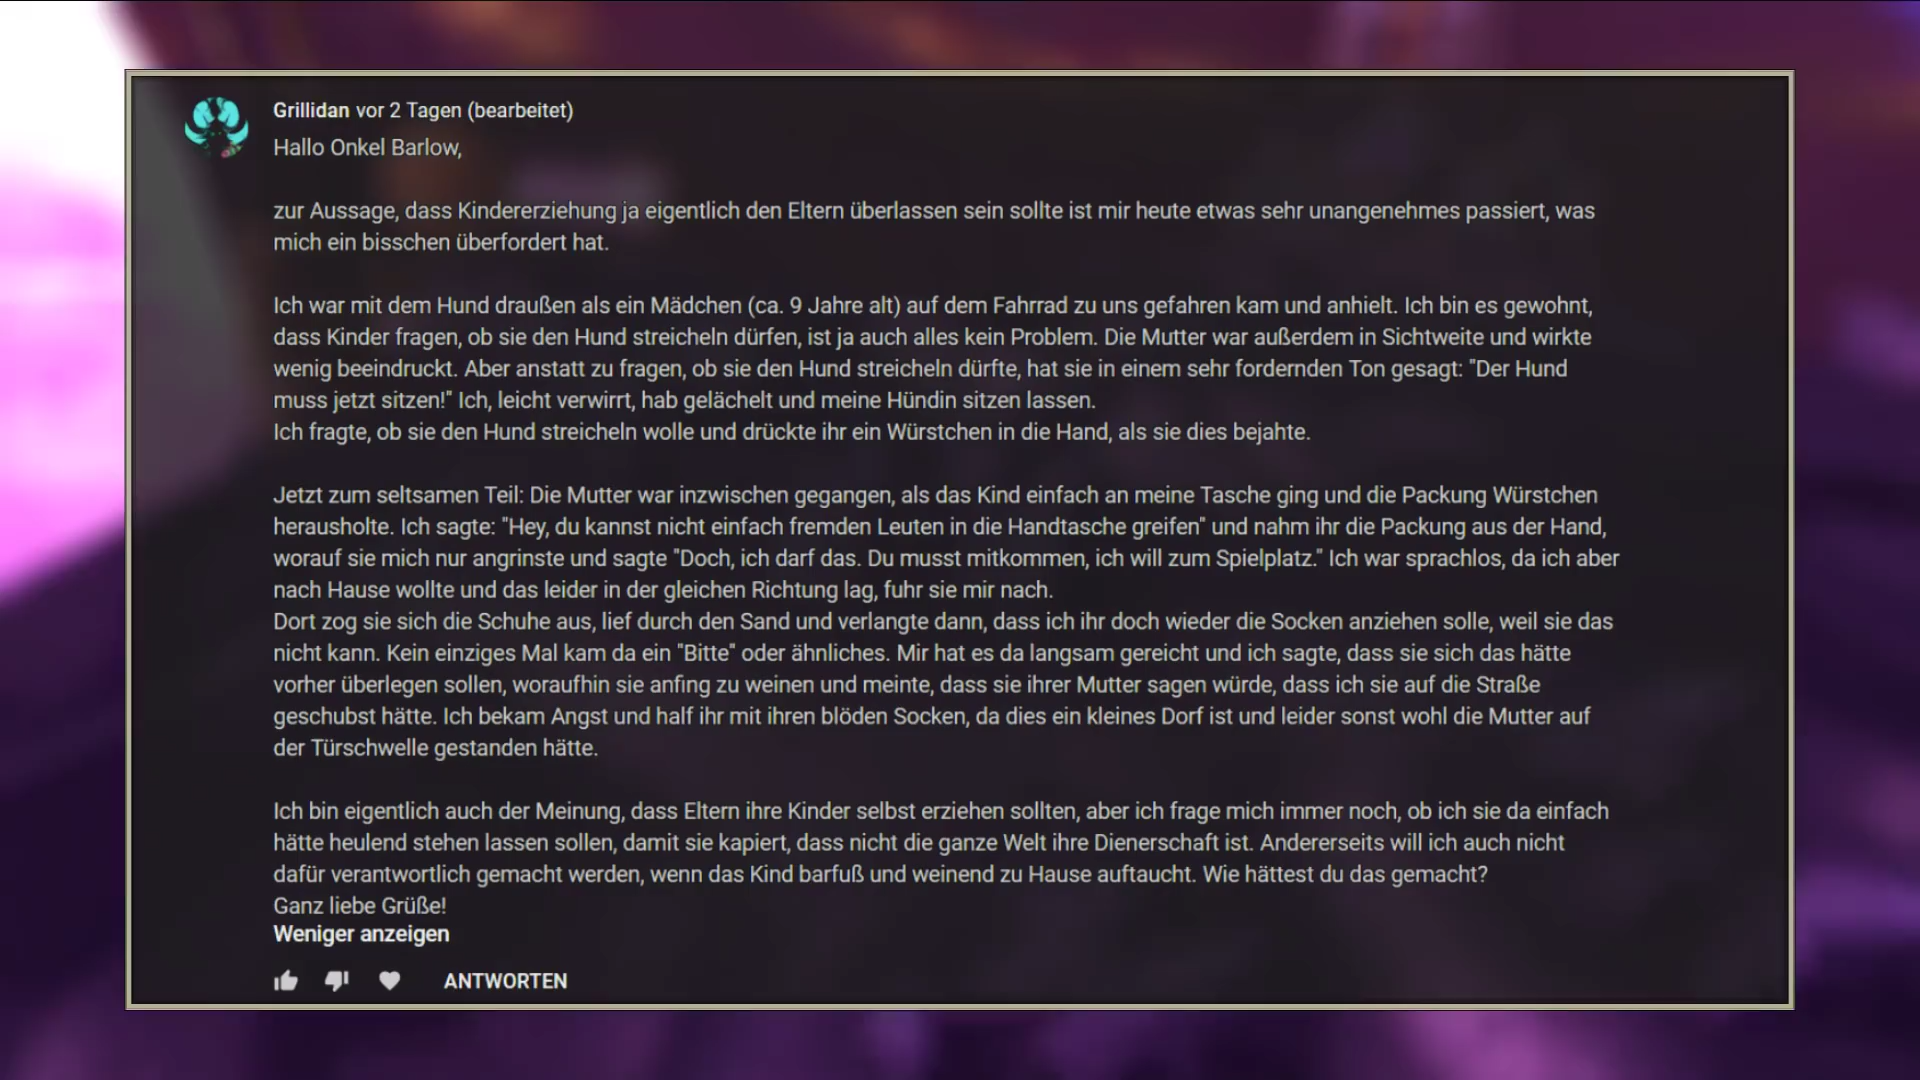 Grillidan vor 2 Tagen (bearbeitet)
Hallo Onkel Barlow,
zur Aussage, dass Kindererziehung ja eigentlich den Eltern überlassen sein sollte ist mir heute etwas sehr unangenehmes passiert, was
mich ein bisschen überfordert hat.
Ich war mit dem Hund draußen als ein Mädchen (ca. 9 Jahre alt) auf dem Fahrrad zu uns gefahren kam und anhielt. Ich bin es gewohnt,
dass Kinder fragen, ob sie den Hund streicheln dürfen, ist ja auch alles kein Problem. Die Mutter war außerdem in Sichtweite und wirkte
wenig beeindruckt. Aber anstatt zu fragen, ob sie den Hund streicheln dürfte, hat sie in einem sehr fordernden Ton gesagt: "Der Hund
muss jetzt sitzen!" Ich, leicht verwirrt, hab gelächelt und meine Hündin sitzen lassen.
Ich fragte, ob sie den Hund streicheln wolle und drückte ihr ein Würstchen in die Hand, als sie dies bejahte.
Jetzt zum seltsamen Teil: Die Mutter war inzwischen gegangen, als das Kind einfach an meine Tasche ging und die Packung Würstchen
herausholte. Ich sagte: "Hey, du kannst nicht einfach fremden Leuten in die Handtasche greifen" und nahm ihr die Packung aus der Hand,
worauf sie mich nur angrinste und sagte "Doch, ich darf das. Du musst mitkommen, ich will zum Spielplatz." Ich war sprachlos, da ich aber
nach Hause wollte und das leider in der gleichen Richtung lag, fuhr sie mir nach.
Dort zog sie sich die Schuhe aus, lief durch den Sand und verlangte dann, dass ich ihr doch wieder die Socken anziehen solle, weil sie das
nicht kann. Kein einziges Mal kam da ein "Bitte" oder ähnliches. Mir hat es da langsam gereicht und ich sagte, dass sie sich das hätte
vorher überlegen sollen, woraufhin sie anfing zu weinen und meinte, dass sie ihrer Mutter sagen würde, dass ich sie auf die Straße
geschubst hätte. Ich bekam Angst und half ihr mit ihren blöden Socken, da dies ein kleines Dorf ist und leider sonst wohl die Mutter auf
der Türschwelle gestanden hätte.
Ich bin eigentlich auch der Meinung, dass Eltern ihre Kinder selbst erziehen sollten, aber ich frage mich immer noch, ob ich sie da einfach
hätte heulend stehen lassen sollen, damit sie kapiert, dass nicht die ganze Welt ihre Dienerschaft ist. Andererseits will ich auch nicht
dafür verantwortlich gemacht werden, wenn das Kind barfuß und weinend zu Hause auftaucht. Wie hättest du das gemacht?
Ganz liebe Grüße!
Weniger anzeigen
ANTWORTEN